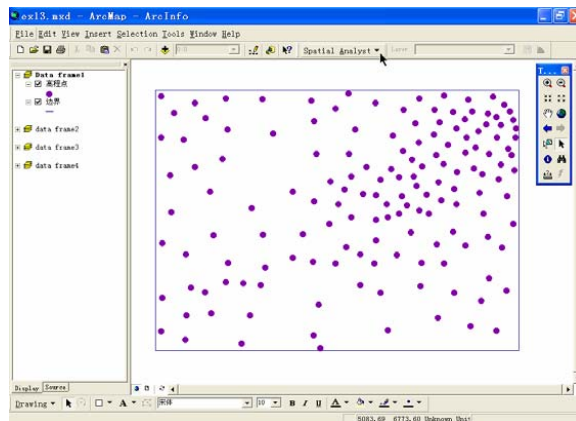 ex13.mxd - ArcMap - ArcInfo
File Edit View Insert Selection Tools Window Help
Spatial Analyst
Data frame1
高程点
边界
data frame2
data frame3
data frame4
T...
Display Source
Drawing
宋体
10
B I U A
5083.69 6773.60 Unknown Uni